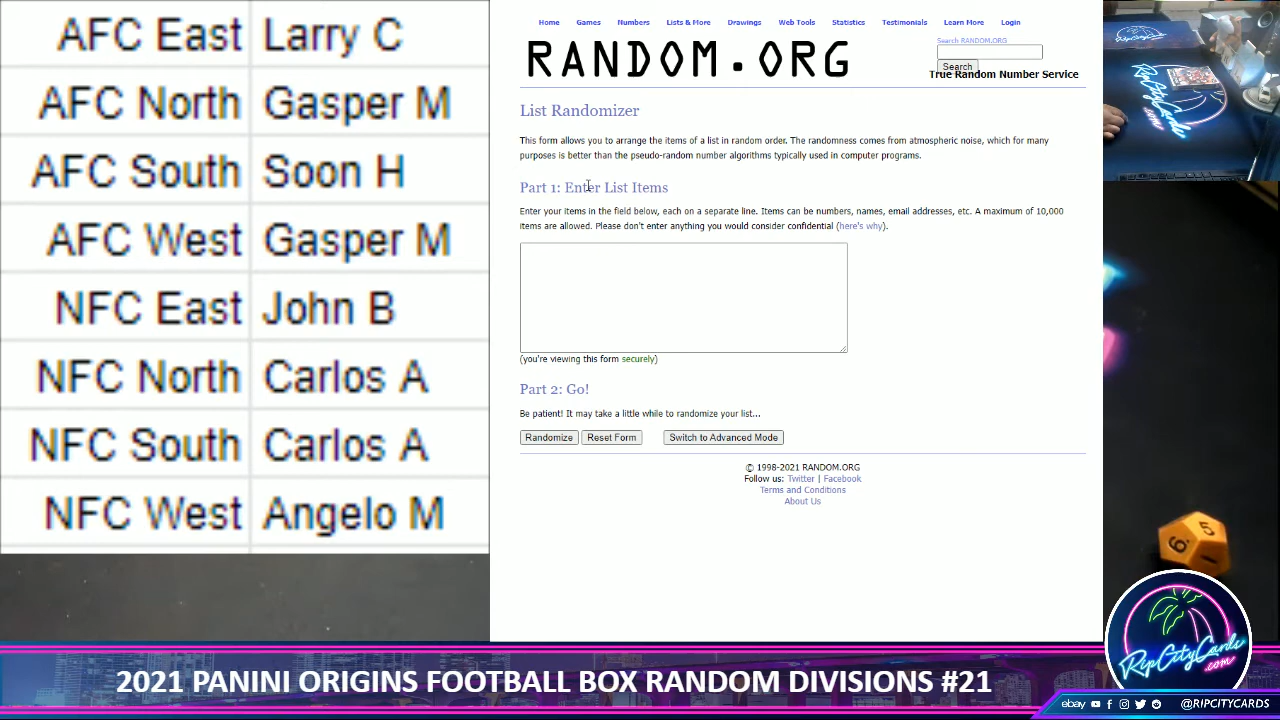 AFC East Larry C
AFC North Gasper M
AFC South Soon H
AFC West Gasper M
NFC East John B
NFC North Carlos A
NFC South Carlos A
NFC West Angelo M
Home Games Numbers Lists & More Drawings Web Tools Statistics Testimonials Learn More Login
RANDOM.ORG
Search RANDOM.ORG
Search
True Random Number Service
List Randomizer
This form allows you to arrange the items of a list in random order. The randomness comes from atmospheric noise, which for many
purposes is better than the pseudo-random number algorithms typically used in computer programs.
Part 1: Enter List Items
Enter your items in the field below, each on a separate line. Items can be numbers, names, email addresses, etc. A maximum of 10,000
items are allowed. Please don't enter anything you would consider confidential (here's why).
(you're viewing this form securely)
Part 2: Go!
Be patient! It may take a little while to randomize your list...
Randomize Reset Form Switch to Advanced Mode
© 1998-2021 RANDOM.ORG
Follow us: Twitter | Facebook
Terms and Conditions
About Us
RipCityCards
5
6.
RipCityCards
.com
2021 PANINI ORIGINS FOOTBALL BOX RANDOM DIVISIONS #21
ebay @RIPCITYCARDS